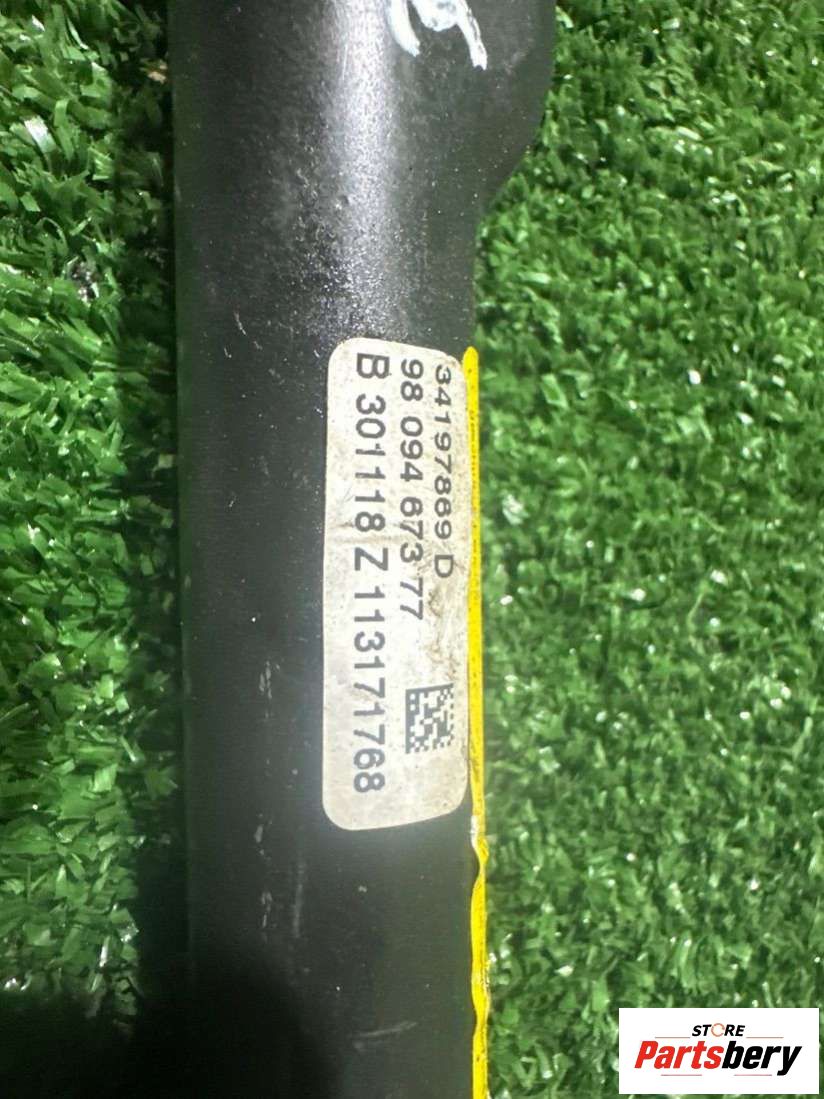 34197869 D
98 094 673 77
B 301118 Z 113171768
STORE
Partsbery